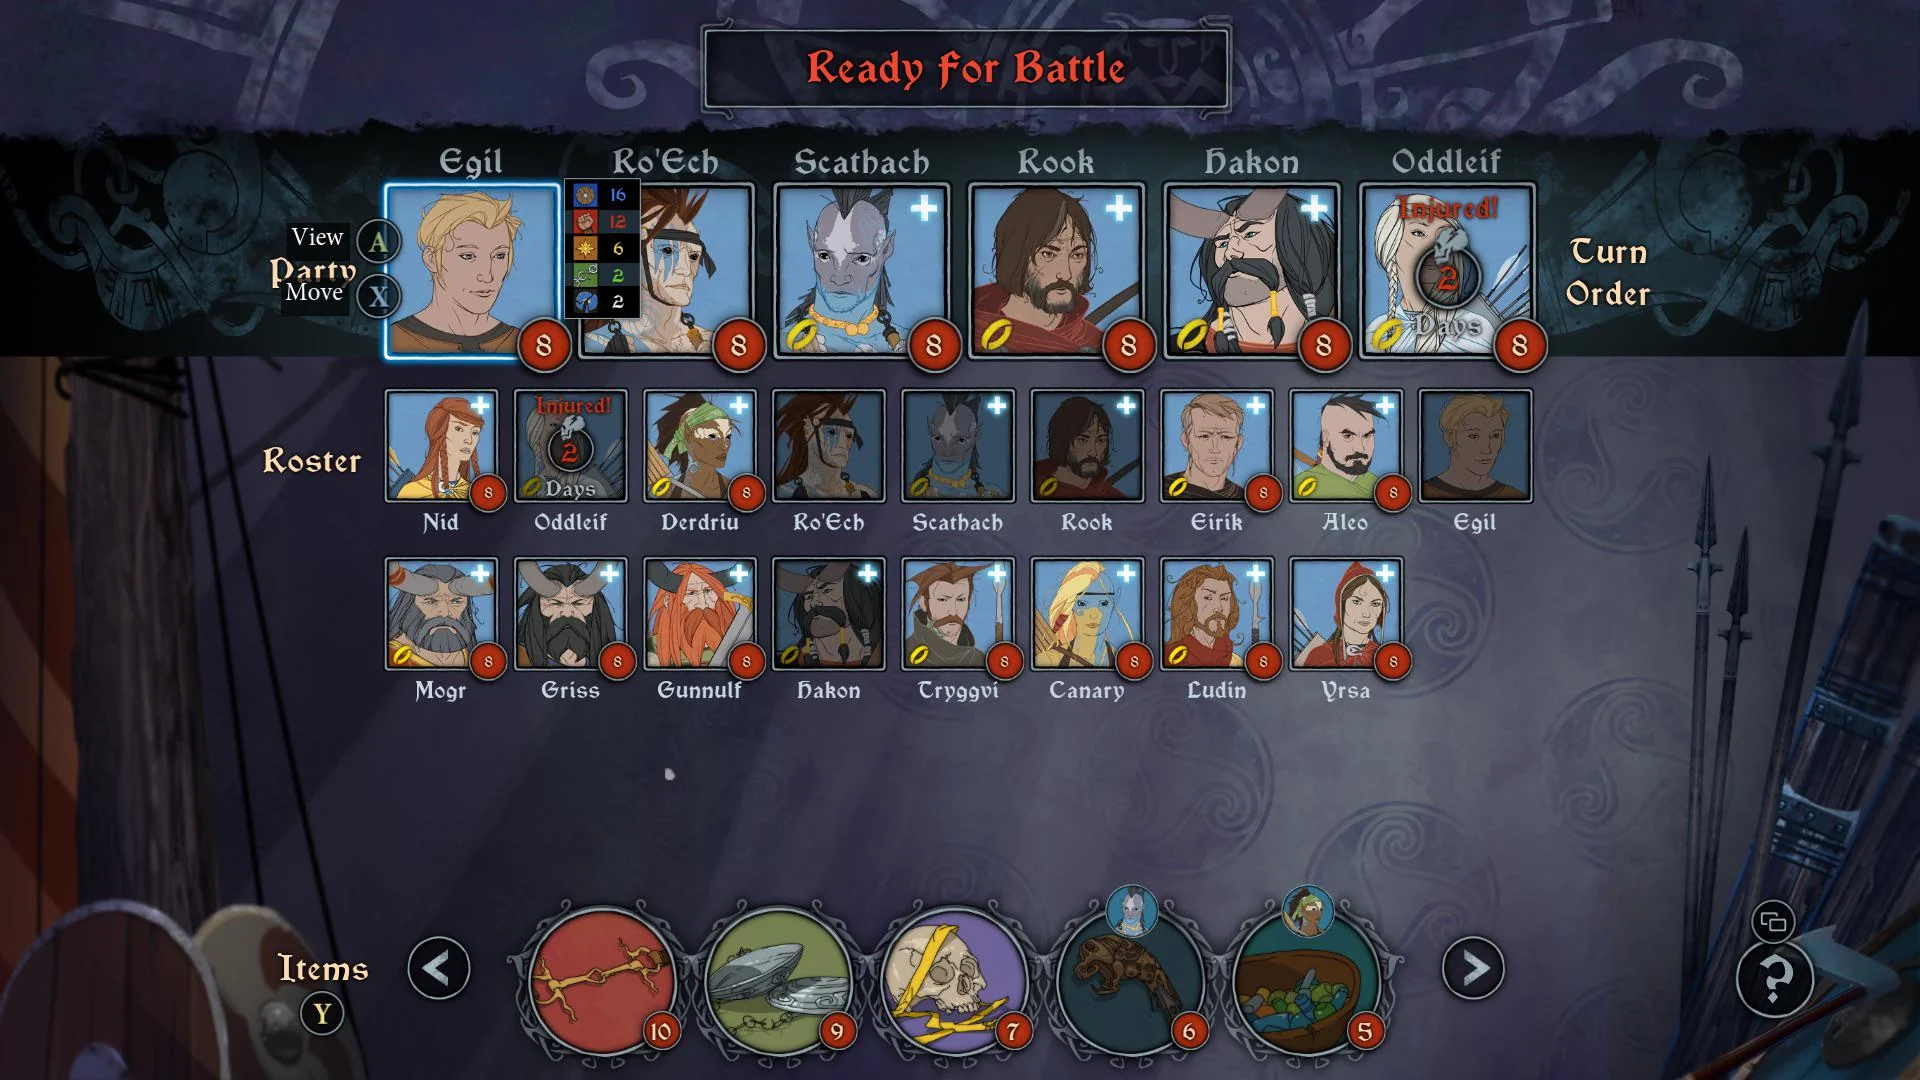 Ready For Battle
Egil
Ro'Ech
Scathach
Rook
Hakon
Oddleif
View A
Party
Move X
16
12
6
2
2
Injured!
2
Days
8
8
8
8
8
8
Turn
Order
Roster
Injured!
2
Days
8
8
8
8
Nid
Oddleif
Derdriu
Ro'Ech
Scathach
Rook
Eirik
Aleo
Egil
8
8
8
8
8
8
8
Mogr
Griss
Gunnulf
Hakon
Tryggvi
Canary
Ludin
Yrsa
Items
Y
10
9
7
6
5
?